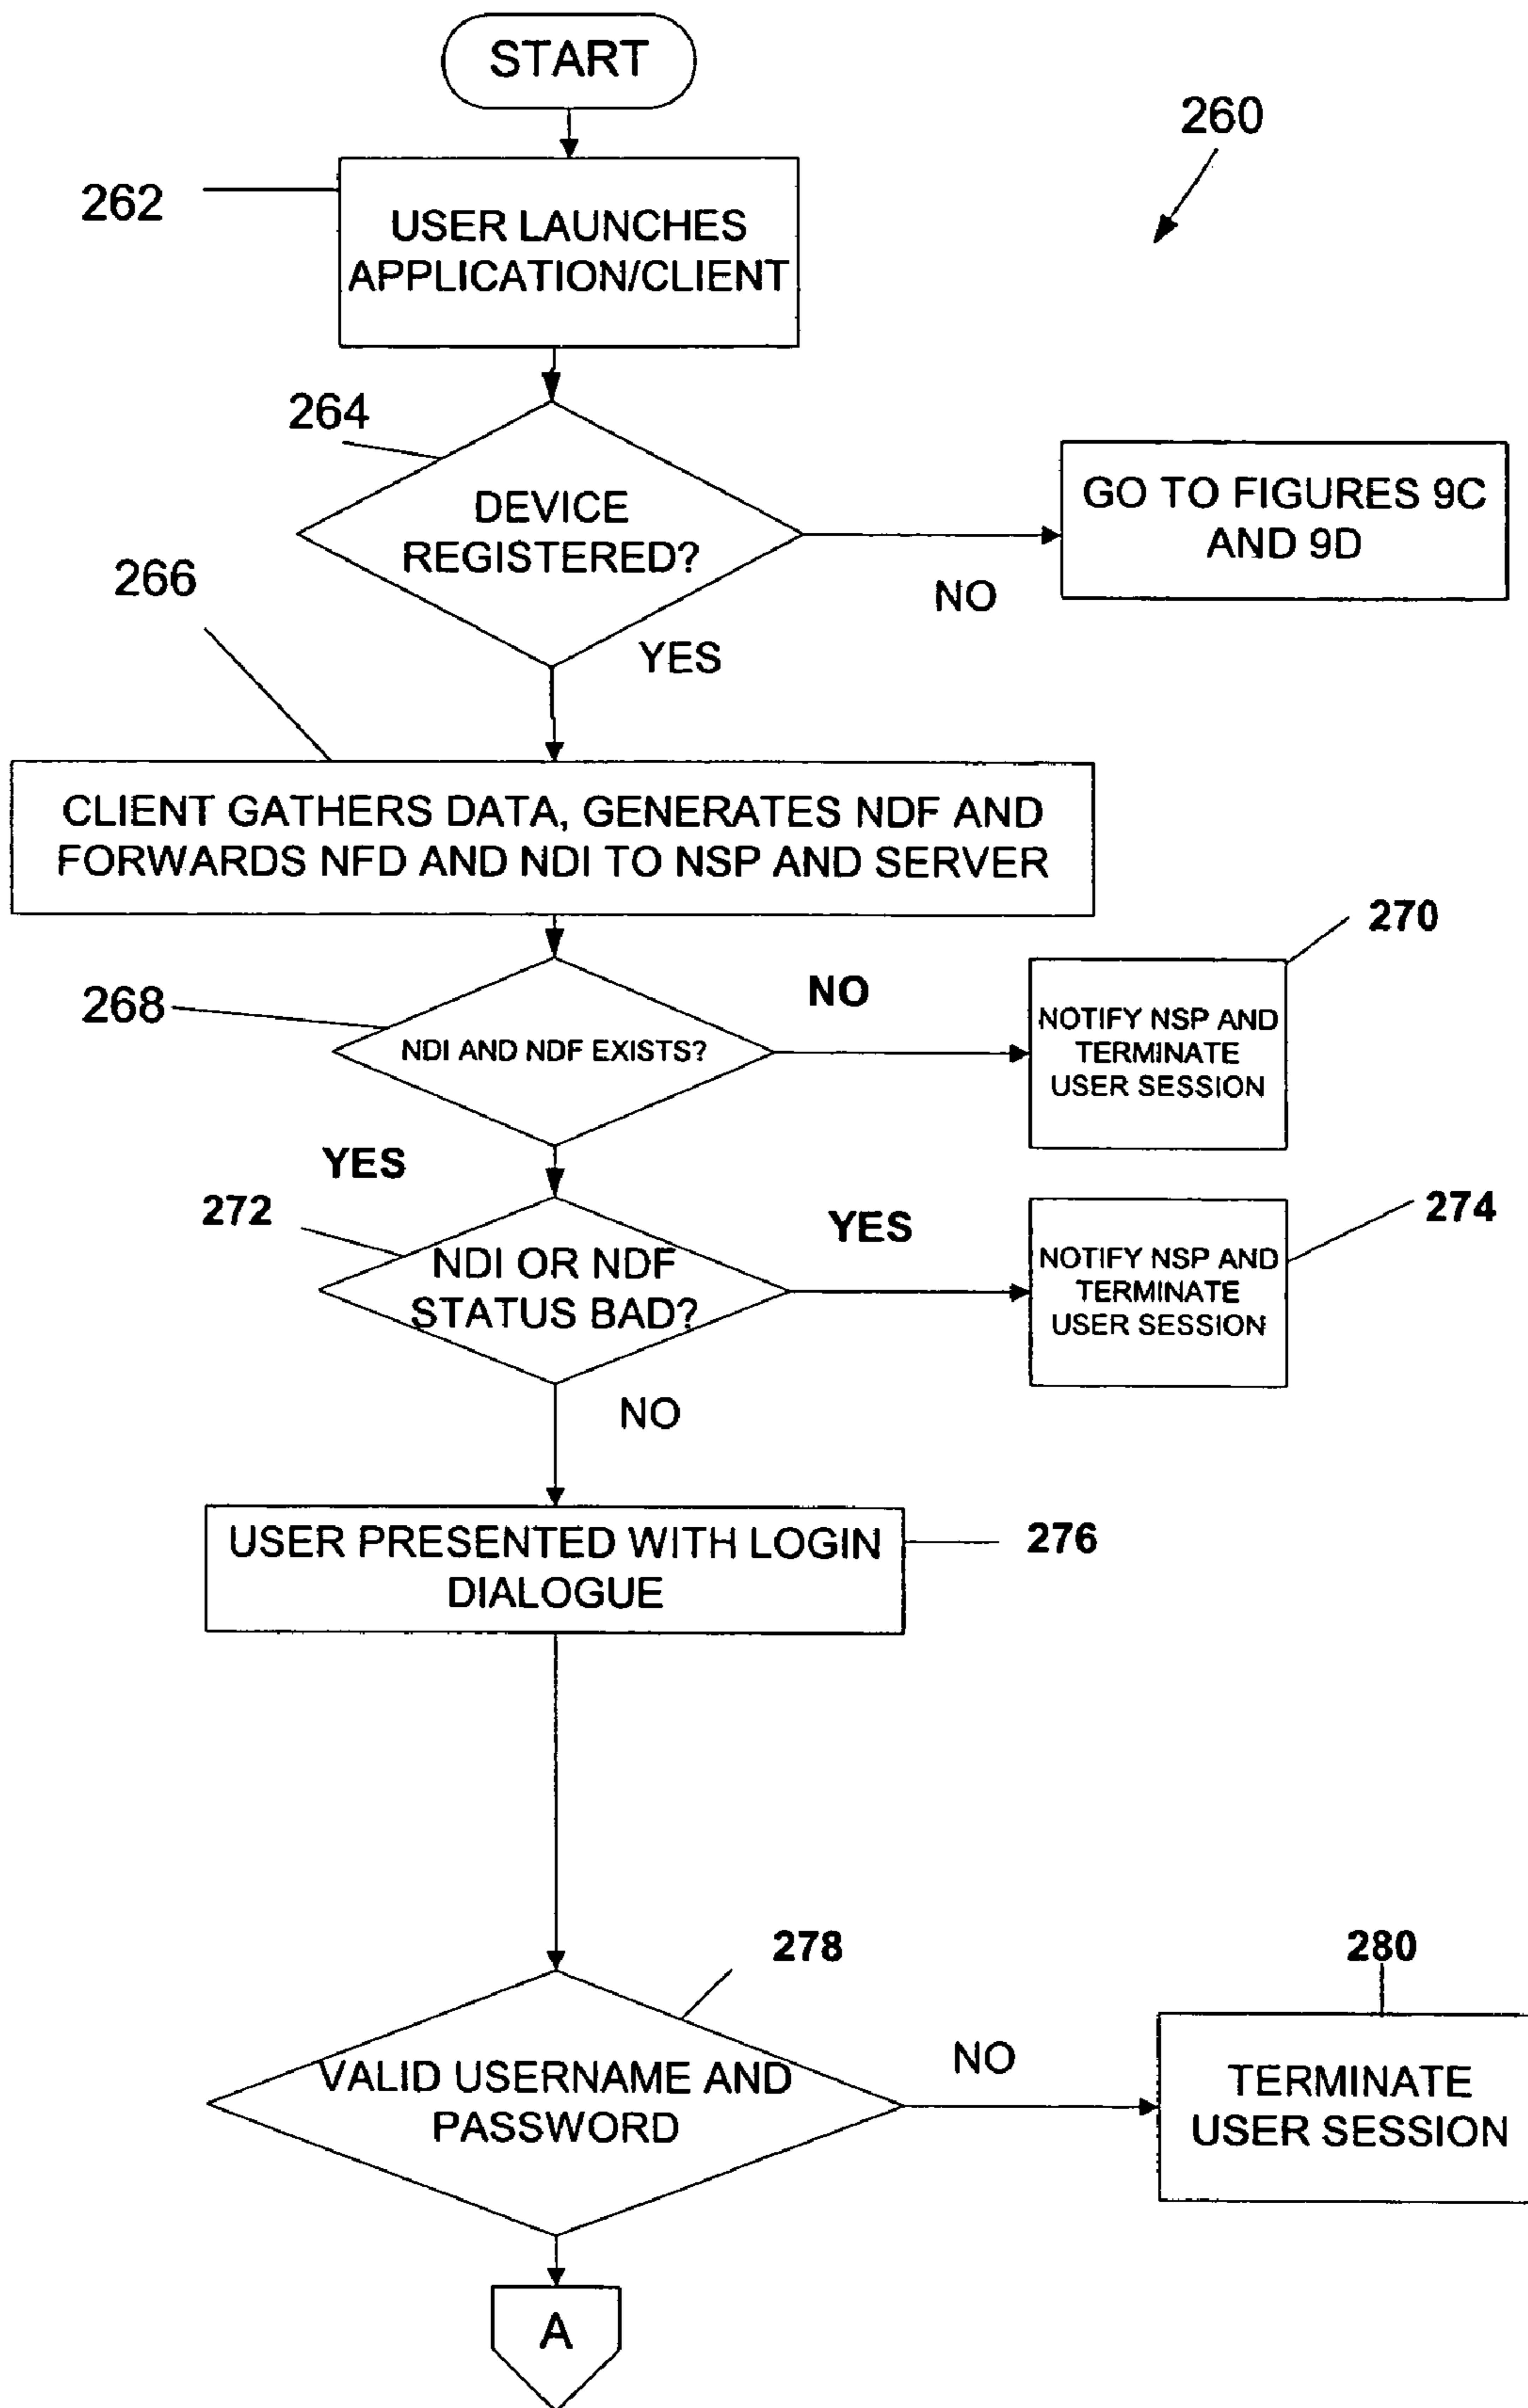 START
260
262
USER LAUNCHES
APPLICATION/CLIENT
264
DEVICE
REGISTERED?
GO TO FIGURES 9C
AND 9D
NO
266
YES
CLIENT GATHERS DATA, GENERATES NDF AND
FORWARDS NFD AND NDI TO NSP AND SERVER
270
268
NDI AND NDF EXISTS?
NO
NOTIFY NSP AND
TERMINATE
USER SESSION
YES
272
NDI OR NDF
STATUS BAD?
YES
274
NOTIFY NSP AND
TERMINATE
USER SESSION
NO
USER PRESENTED WITH LOGIN
DIALOGUE
276
278
280
VALID USERNAME AND
PASSWORD
NO
TERMINATE
USER SESSION
A